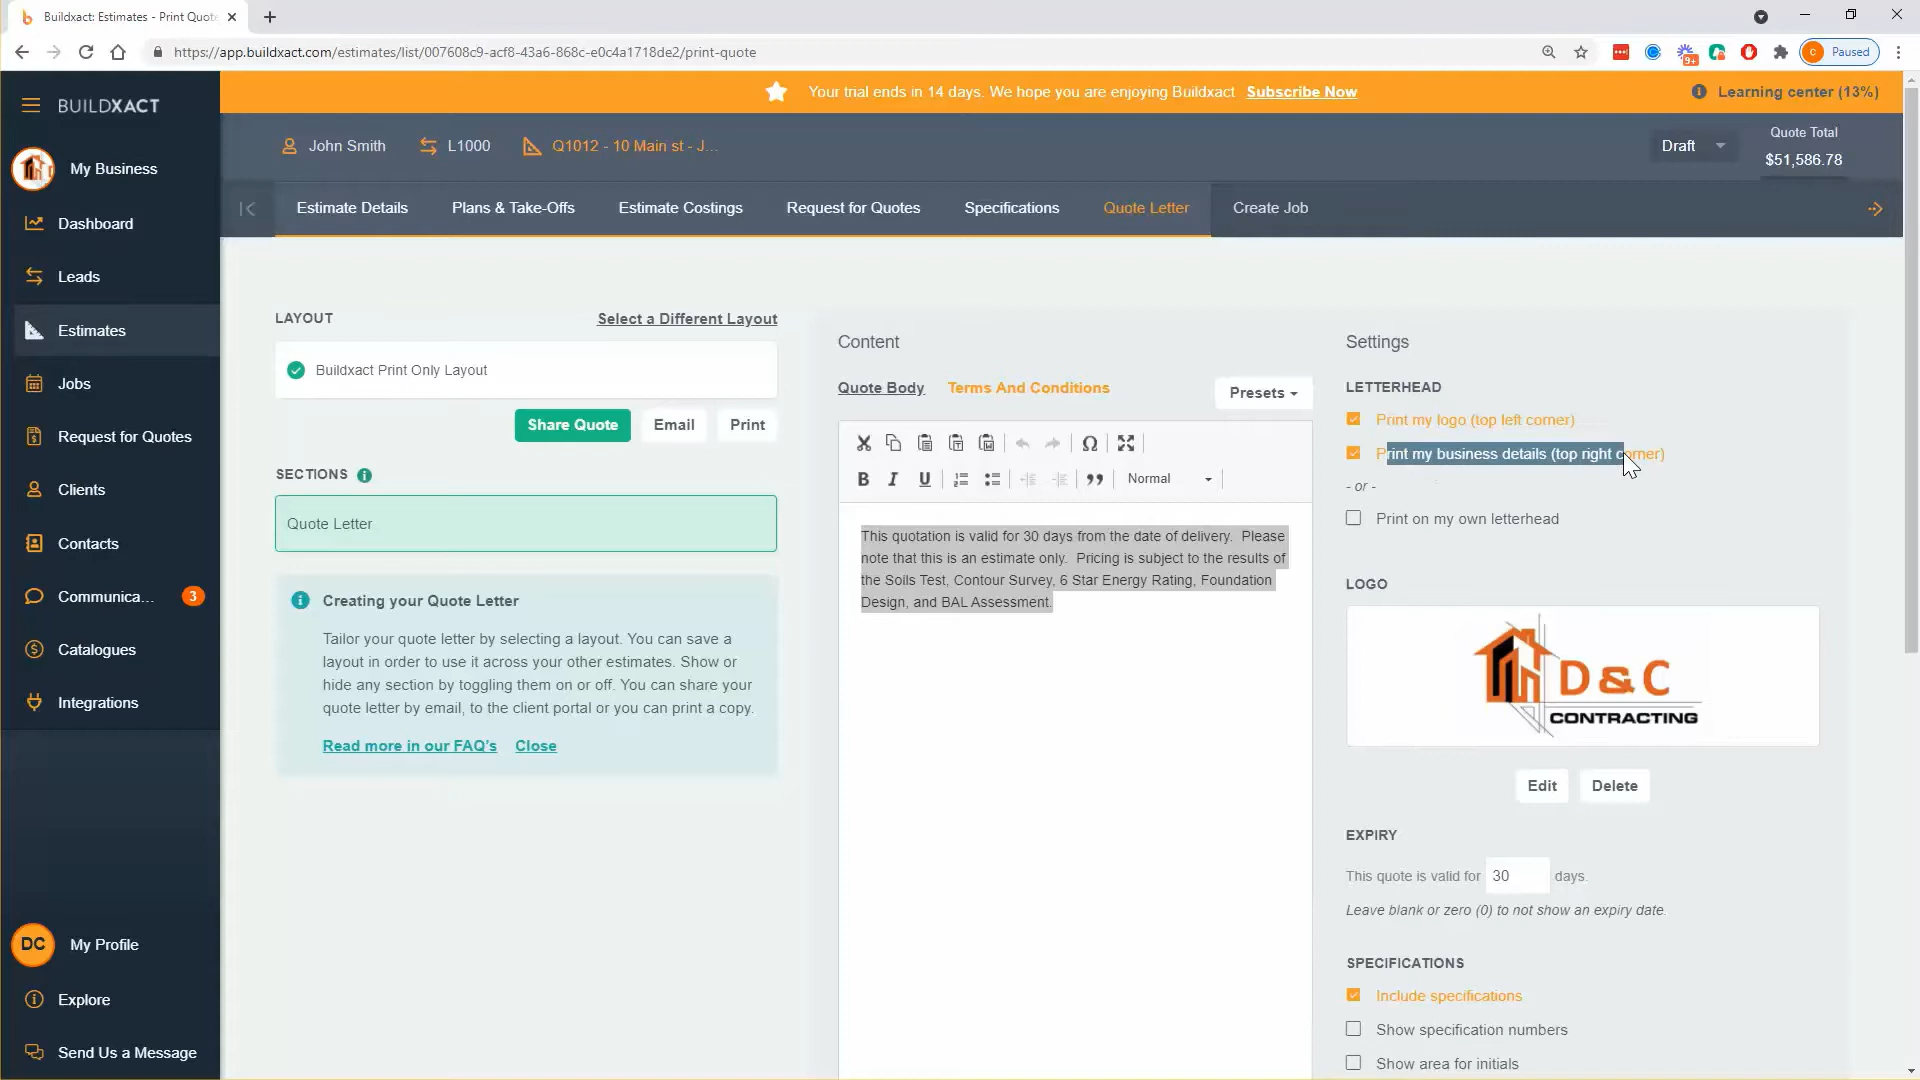 Buildxact: Estimates - Print Quote
https://app.buildxact.com/estimates/list/007608c9-acf8-43a6-868c-e0c4a1718de2/print-quote
9+
C Paused
BUILDXACT
Your trial ends in 14 days. We hope you are enjoying Buildxact Subscribe Now
Learning center (13%)
John Smith
L1000
Q1012 - 10 Main st - J...
Draft
Quote Total
$51,586.78
My Business
Dashboard
Leads
Estimates
Jobs
Request for Quotes
Clients
Contacts
Communica... 3
Catalogues
Integrations
DC My Profile
Explore
Send Us a Message
Estimate Details
Plans & Take-Offs
Estimate Costings
Request for Quotes
Specifications
Quote Letter
Create Job
LAYOUT
Select a Different Layout
Buildxact Print Only Layout
Share Quote
Email
Print
SECTIONS
Quote Letter
Creating your Quote Letter
Tailor your quote letter by selecting a layout. You can save a
layout in order to use it across your other estimates. Show or
hide any section by toggling them on or off. You can share your
quote letter by email, to the client portal or you can print a copy.
Read more in our FAQ's
Close
Content
Quote Body
Terms And Conditions
Presets
B I U
Normal
This quotation is valid for 30 days from the date of delivery. Please
note that this is an estimate only. Pricing is subject to the results of
the Soils Test, Contour Survey, 6 Star Energy Rating, Foundation
Design, and BAL Assessment.
Settings
LETTERHEAD
Print my logo (top left corner)
Print my business details (top right corner)
- or -
Print on my own letterhead
LOGO
D & C
CONTRACTING
Edit
Delete
EXPIRY
This quote is valid for 30 days.
Leave blank or zero (0) to not show an expiry date.
SPECIFICATIONS
Include specifications
Show specification numbers
Show area for initials